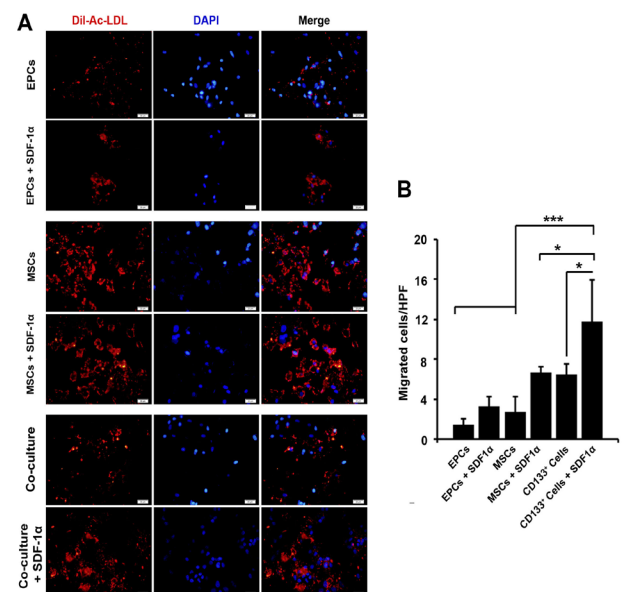 A
Dil-Ac-LDL DAPI Merge
EPCs
EPCs + SDF-1α
MSCs
MSCs + SDF-1α
Co-culture
Co-culture
+ SDF-1α
B
***
*
*
Migrated cells/HPF
20
16
12
8
4
0
EPCs
EPCs + SDF1α
MSCs
MSCs + SDF1α
CD133⁺ Cells
CD133⁺ Cells + SDF1α